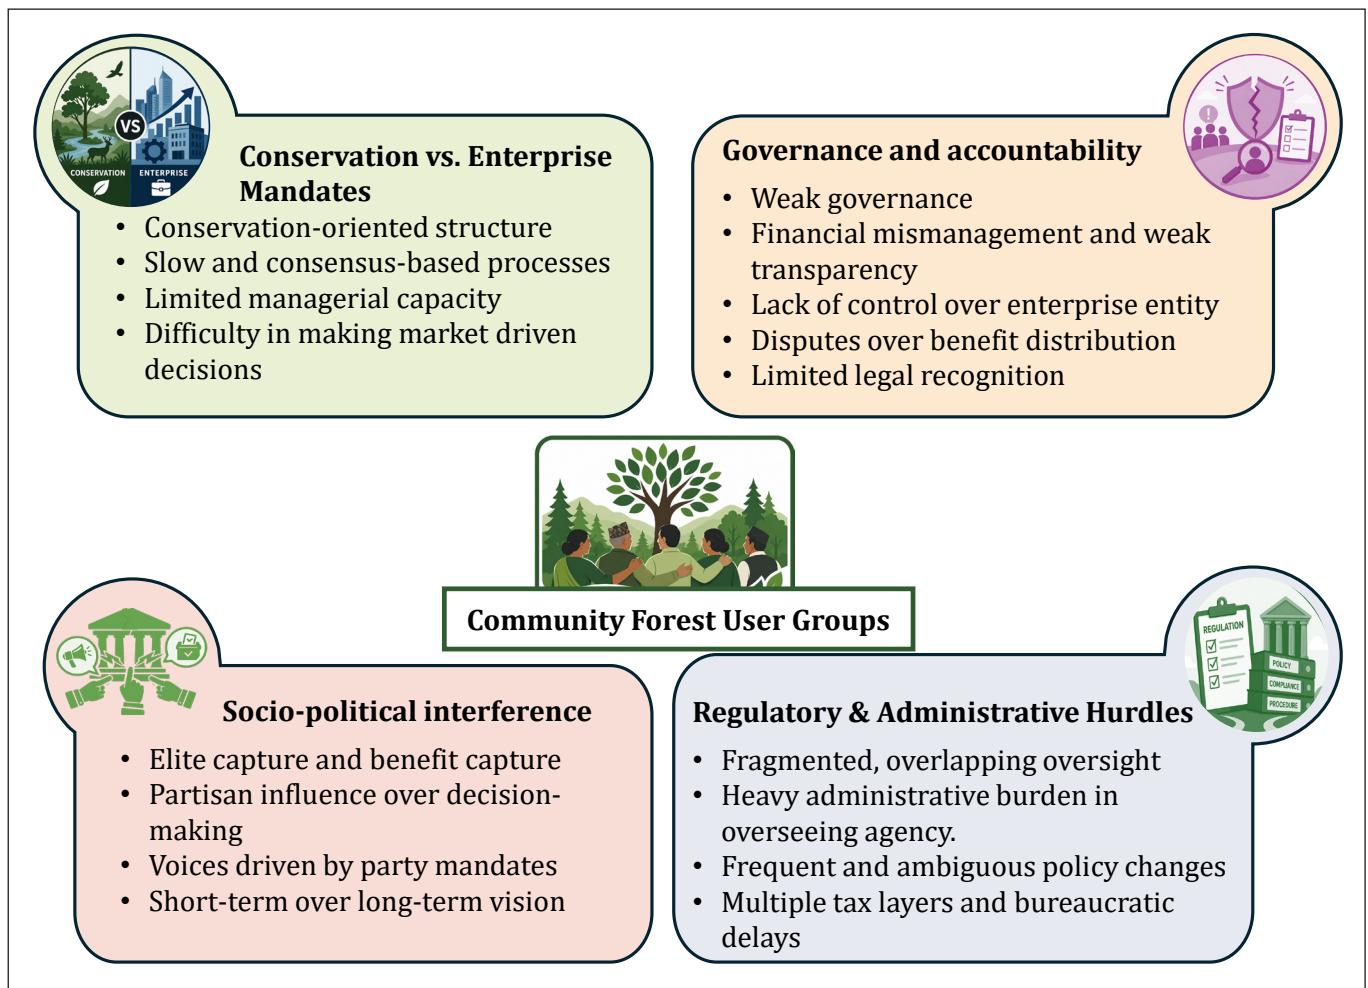 VS
CONSERVATION
ENTERPRISE
Conservation vs. Enterprise
Mandates
• Conservation-oriented structure
• Slow and consensus-based processes
• Limited managerial capacity
• Difficulty in making market driven
decisions
Governance and accountability
• Weak governance
• Financial mismanagement and weak
transparency
• Lack of control over enterprise entity
• Disputes over benefit distribution
• Limited legal recognition
Community Forest User Groups
Socio-political interference
• Elite capture and benefit capture
• Partisan influence over decision-
making
• Voices driven by party mandates
• Short-term over long-term vision
REGULATION
POLICY
COMPLIANCE
PROCEDURE
Regulatory & Administrative Hurdles
• Fragmented, overlapping oversight
• Heavy administrative burden in
overseeing agency.
• Frequent and ambiguous policy changes
• Multiple tax layers and bureaucratic
delays